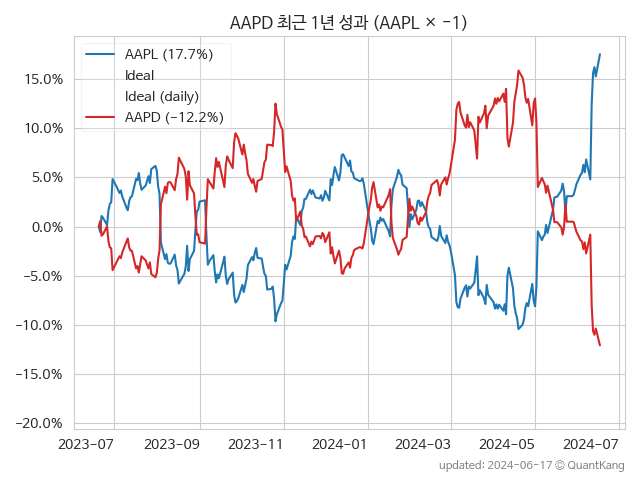 AAPD 최근 1년 성과 (AAPL × −1)
AAPL (17.7%)
Ideal
Ideal (daily)
AAPD (−12.2%)
15.0%
10.0%
5.0%
0.0%
−5.0%
−10.0%
−15.0%
−20.0%
2023−07 2023−09 2023−11 2024−01 2024−03 2024−05 2024−07
updated: 2024−06−17 © QuantKang